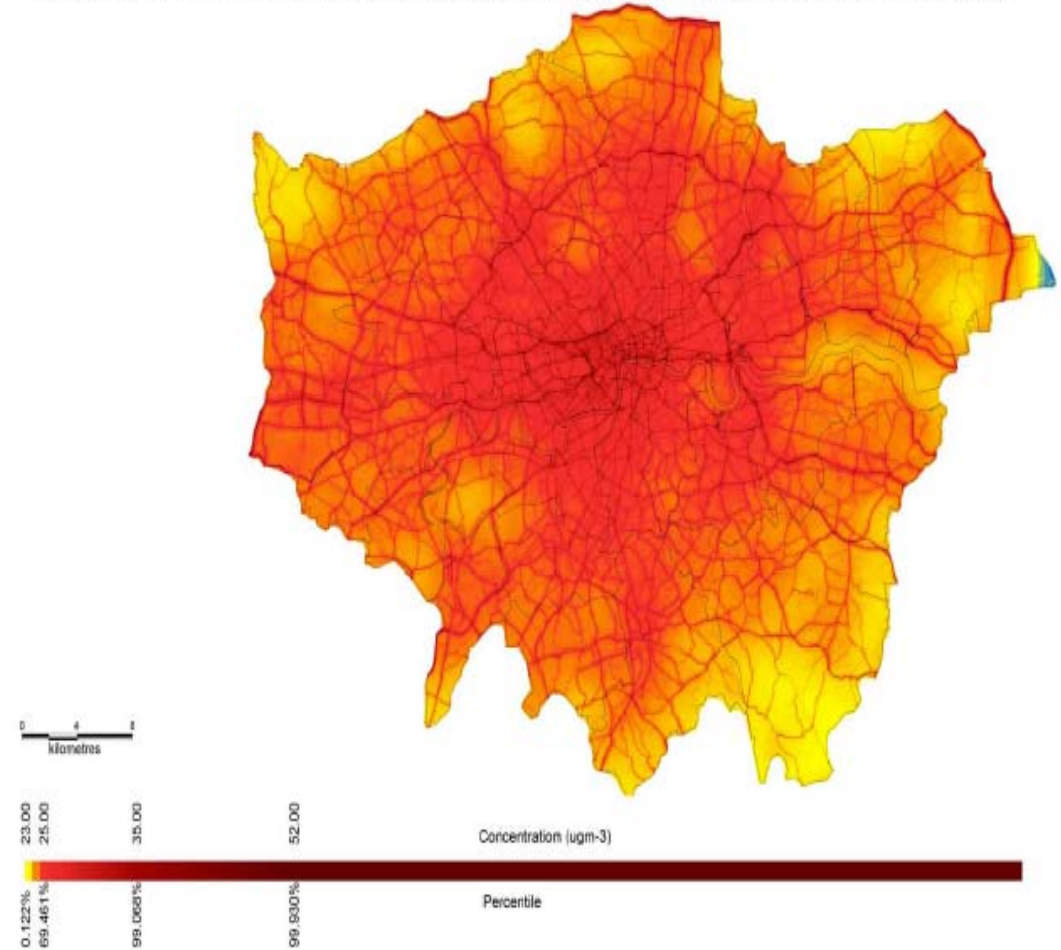 0 4 8
kilometres
23.00 25.00 35.00 52.00
Concentration (ugm-3)
0.122% 69.461% 99.068% 99.930%
Percentile